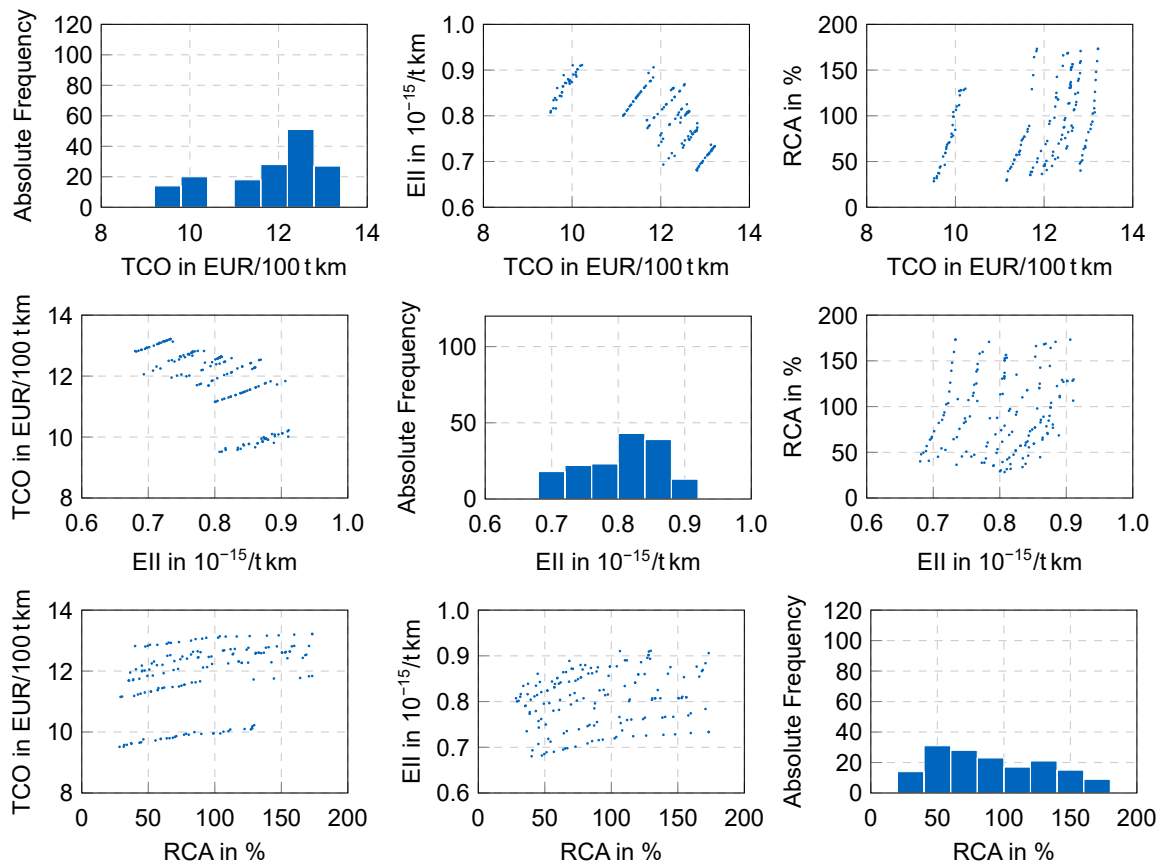 Absolute Frequency
120
100
80
60
40
20
0
8 10 12 14
TCO in EUR/100 t km
EII in 10⁻¹⁵/t km
1.0
0.9
0.8
0.7
0.6
8 10 12 14
TCO in EUR/100 t km
RCA in %
200
150
100
50
0
8 10 12 14
TCO in EUR/100 t km
TCO in EUR/100 t km
14
12
10
8
0.6 0.7 0.8 0.9 1.0
EII in 10⁻¹⁵/t km
Absolute Frequency
100
50
0
0.6 0.7 0.8 0.9 1.0
EII in 10⁻¹⁵/t km
RCA in %
200
150
100
50
0
0.6 0.7 0.8 0.9 1.0
EII in 10⁻¹⁵/t km
TCO in EUR/100 t km
14
12
10
8
0 50 100 150 200
RCA in %
EII in 10⁻¹⁵/t km
1.0
0.9
0.8
0.7
0.6
0 50 100 150 200
RCA in %
Absolute Frequency
120
100
80
60
40
20
0
0 50 100 150 200
RCA in %